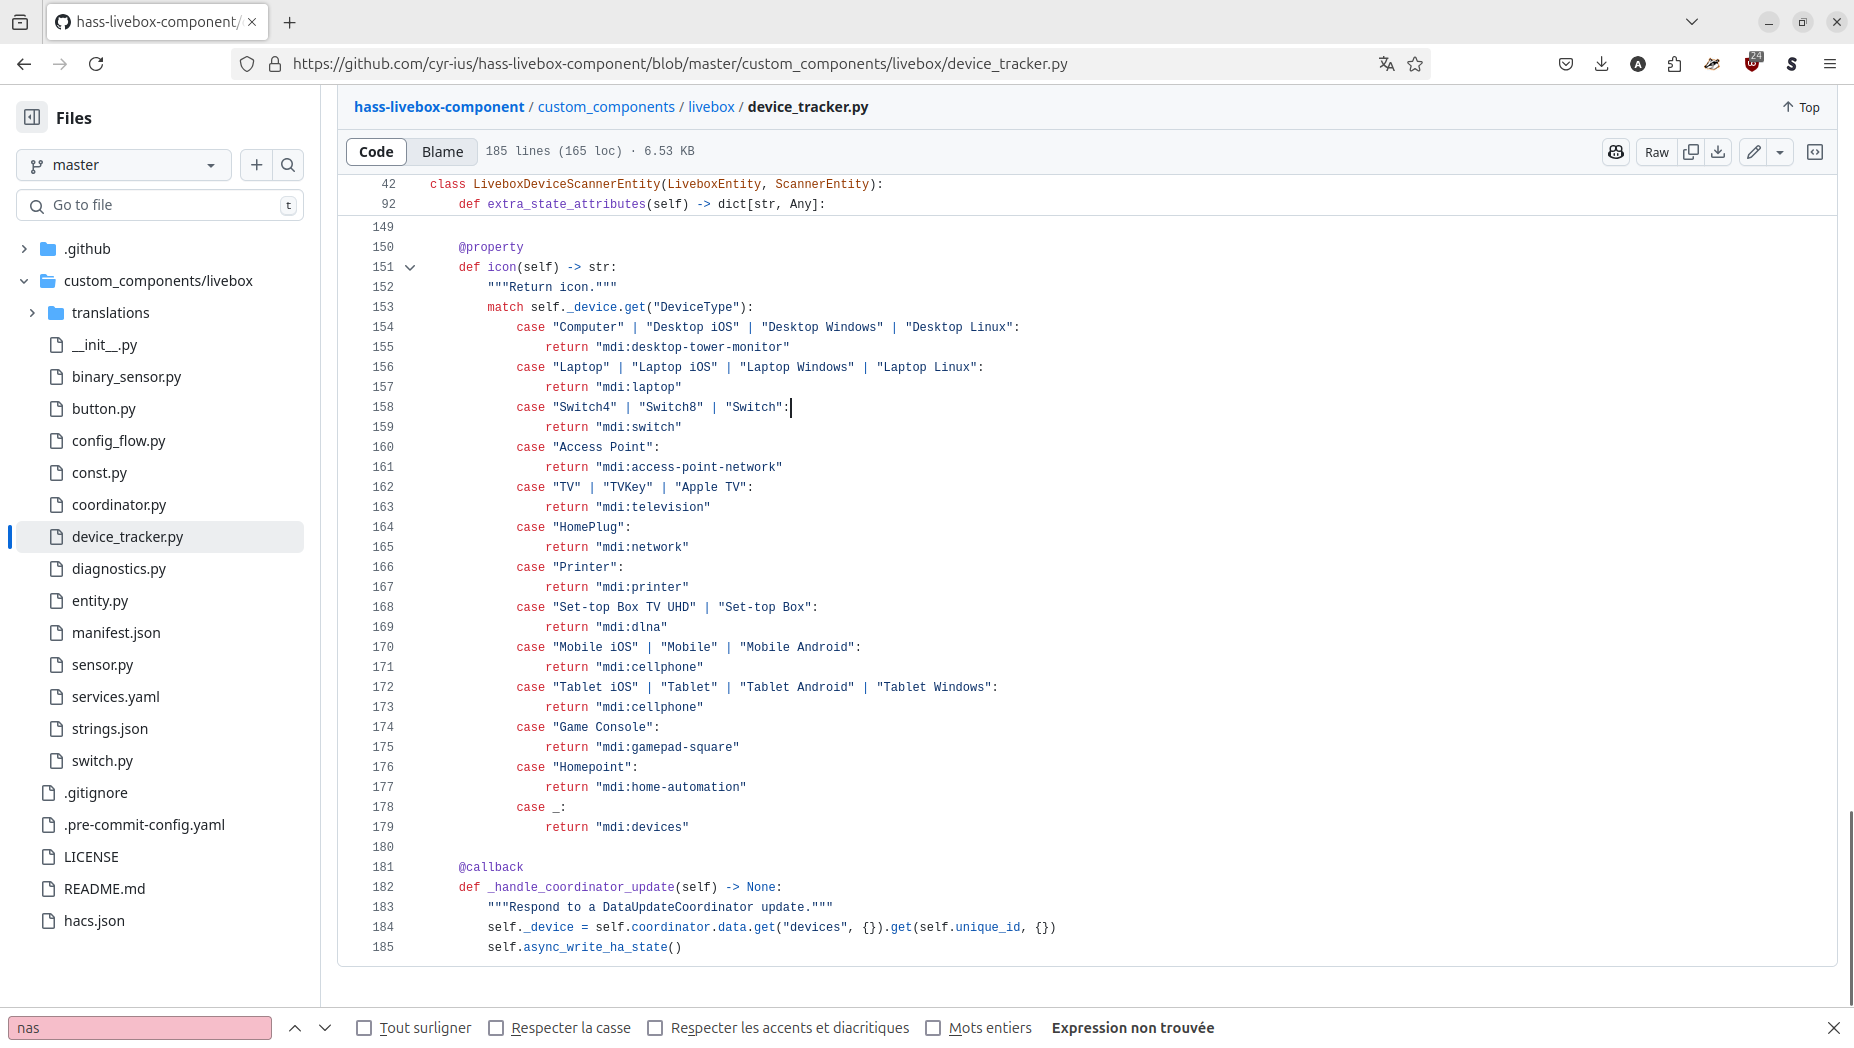 hass-livebox-component/
https://github.com/cyr-ius/hass-livebox-component/blob/master/custom_components/livebox/device_tracker.py
24
Files
master
Go to file
t
.github
custom_components/livebox
translations
__init__.py
binary_sensor.py
button.py
config_flow.py
const.py
coordinator.py
device_tracker.py
diagnostics.py
entity.py
manifest.json
sensor.py
services.yaml
strings.json
switch.py
.gitignore
.pre-commit-config.yaml
LICENSE
README.md
hacs.json
hass-livebox-component / custom_components / livebox / device_tracker.py
Top
Code
Blame
185 lines (165 loc) · 6.53 KB
Raw
42 class LiveboxDeviceScannerEntity(LiveboxEntity, ScannerEntity):
92 def extra_state_attributes(self) -> dict[str, Any]:
149
150 @property
151 def icon(self) -> str:
152 """Return icon."""
153 match self._device.get("DeviceType"):
154 case "Computer" | "Desktop iOS" | "Desktop Windows" | "Desktop Linux":
155 return "mdi:desktop-tower-monitor"
156 case "Laptop" | "Laptop iOS" | "Laptop Windows" | "Laptop Linux":
157 return "mdi:laptop"
158 case "Switch4" | "Switch8" | "Switch":
159 return "mdi:switch"
160 case "Access Point":
161 return "mdi:access-point-network"
162 case "TV" | "TVKey" | "Apple TV":
163 return "mdi:television"
164 case "HomePlug":
165 return "mdi:network"
166 case "Printer":
167 return "mdi:printer"
168 case "Set-top Box TV UHD" | "Set-top Box":
169 return "mdi:dlna"
170 case "Mobile iOS" | "Mobile" | "Mobile Android":
171 return "mdi:cellphone"
172 case "Tablet iOS" | "Tablet" | "Tablet Android" | "Tablet Windows":
173 return "mdi:cellphone"
174 case "Game Console":
175 return "mdi:gamepad-square"
176 case "Homepoint":
177 return "mdi:home-automation"
178 case _:
179 return "mdi:devices"
180
181 @callback
182 def _handle_coordinator_update(self) -> None:
183 """Respond to a DataUpdateCoordinator update."""
184 self._device = self.coordinator.data.get("devices", {}).get(self.unique_id, {})
185 self.async_write_ha_state()
nas
Tout surligner
Respecter la casse
Respecter les accents et diacritiques
Mots entiers
Expression non trouvée